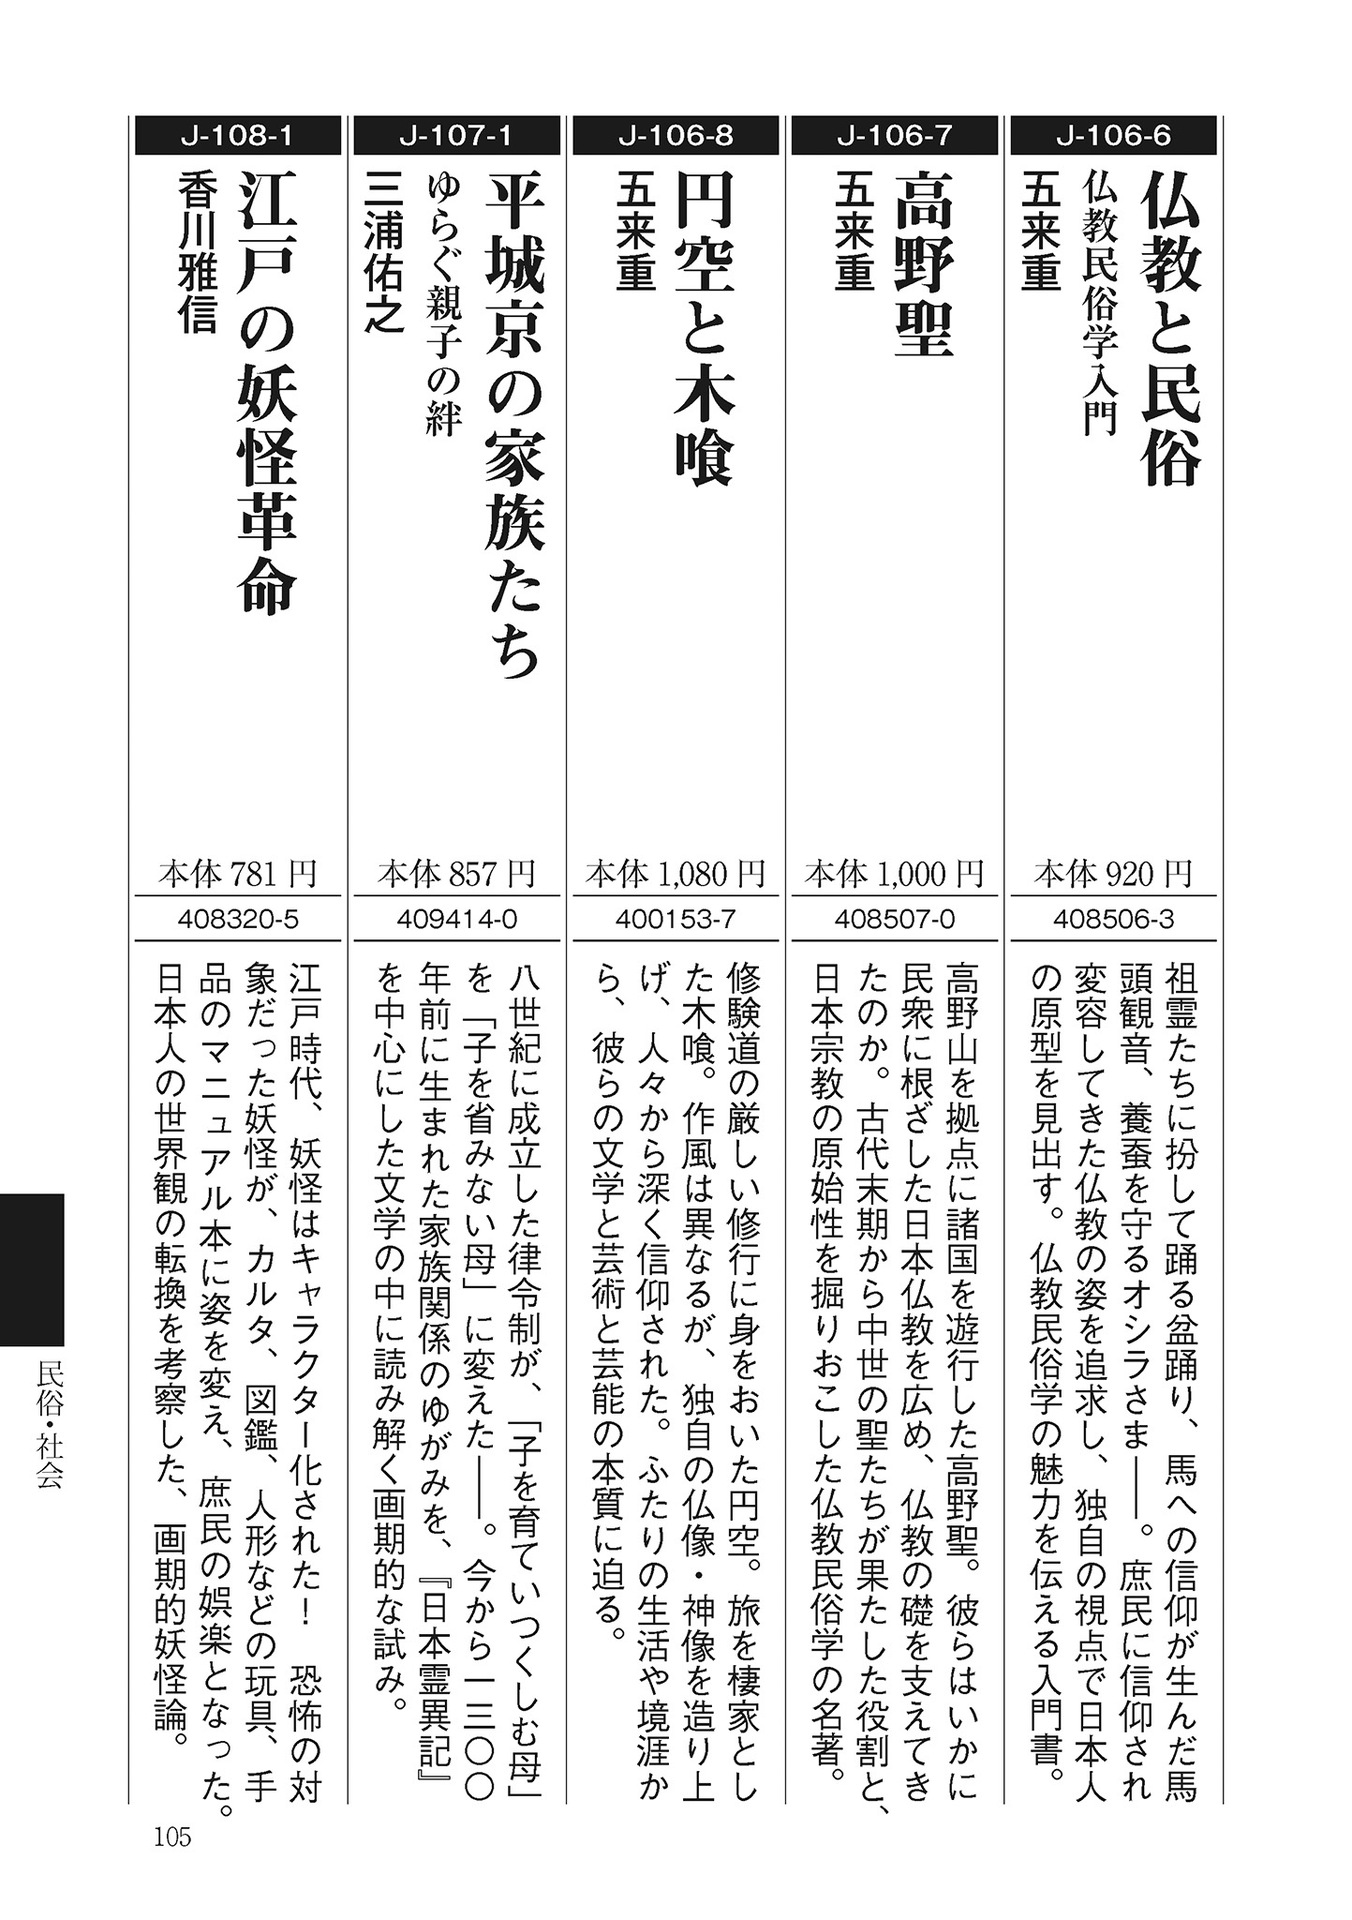 J-106-6
仏教と民俗
仏教民俗学入門
五来重
本体 920 円
408506-3
祖霊たちに扮して踊る盆踊り、馬への信仰が生んだ馬
頭観音、養蚕を守るオシラさま――。庶民に信仰され
変容してきた仏教の姿を追求し、独自の視点で日本人
の原型を見出す。仏教民俗学の魅力を伝える入門書。
J-106-7
高野聖
五来重
本体 1,000 円
408507-0
高野山を拠点に諸国を遊行した高野聖。彼らはいかに
民衆に根ざした日本仏教を広め、仏教の礎を支えてき
たのか。古代末期から中世の聖たちが果たした役割と、
日本宗教の原始性を掘りおこした仏教民俗学の名著。
J-106-8
円空と木喰
五来重
本体 1,080 円
400153-7
修験道の厳しい修行に身をおいた円空。旅を棲家とし
た木喰。作風は異なるが、独自の仏像・神像を造り上
げ、人々から深く信仰された。ふたりの生活や境涯か
ら、彼らの文学と芸術と芸能の本質に迫る。
J-107-1
平城京の家族たち
ゆらぐ親子の絆
三浦佑之
本体 857 円
409414-0
八世紀に成立した律令制が、「子を育ていつくしむ母」
を「子を省みない母」に変えた――。今から一三〇〇
年前に生まれた家族関係のゆがみを、『日本霊異記』
を中心にした文学の中に読み解く画期的な試み。
J-108-1
江戸の妖怪革命
香川雅信
本体 781 円
408320-5
江戸時代、妖怪はキャラクター化された！　恐怖の対
象だった妖怪が、カルタ、図鑑、人形などの玩具、手
品のマニュアル本に姿を変え、庶民の娯楽となった。
日本人の世界観の転換を考察した、画期的妖怪論。
民俗・社会
105